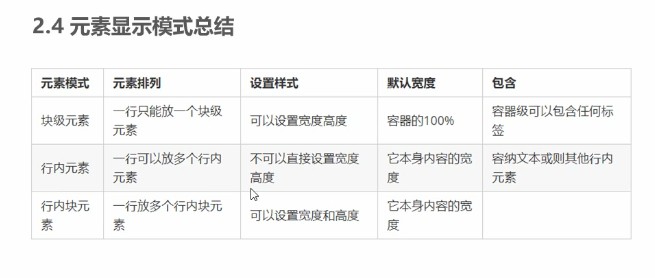 2.4 元素显示模式总结
元素模式 元素排列 设置样式 默认宽度 包含
块级元素 一行只能放一个块级元素 可以设置宽度高度 容器的100% 容器级可以包含任何标签
行内元素 一行可以放多个行内元素 不可以直接设置宽度高度 它本身内容的宽度 容纳文本或则其他行内元素
行内块元素 一行放多个行内块元素 可以设置宽度和高度 它本身内容的宽度